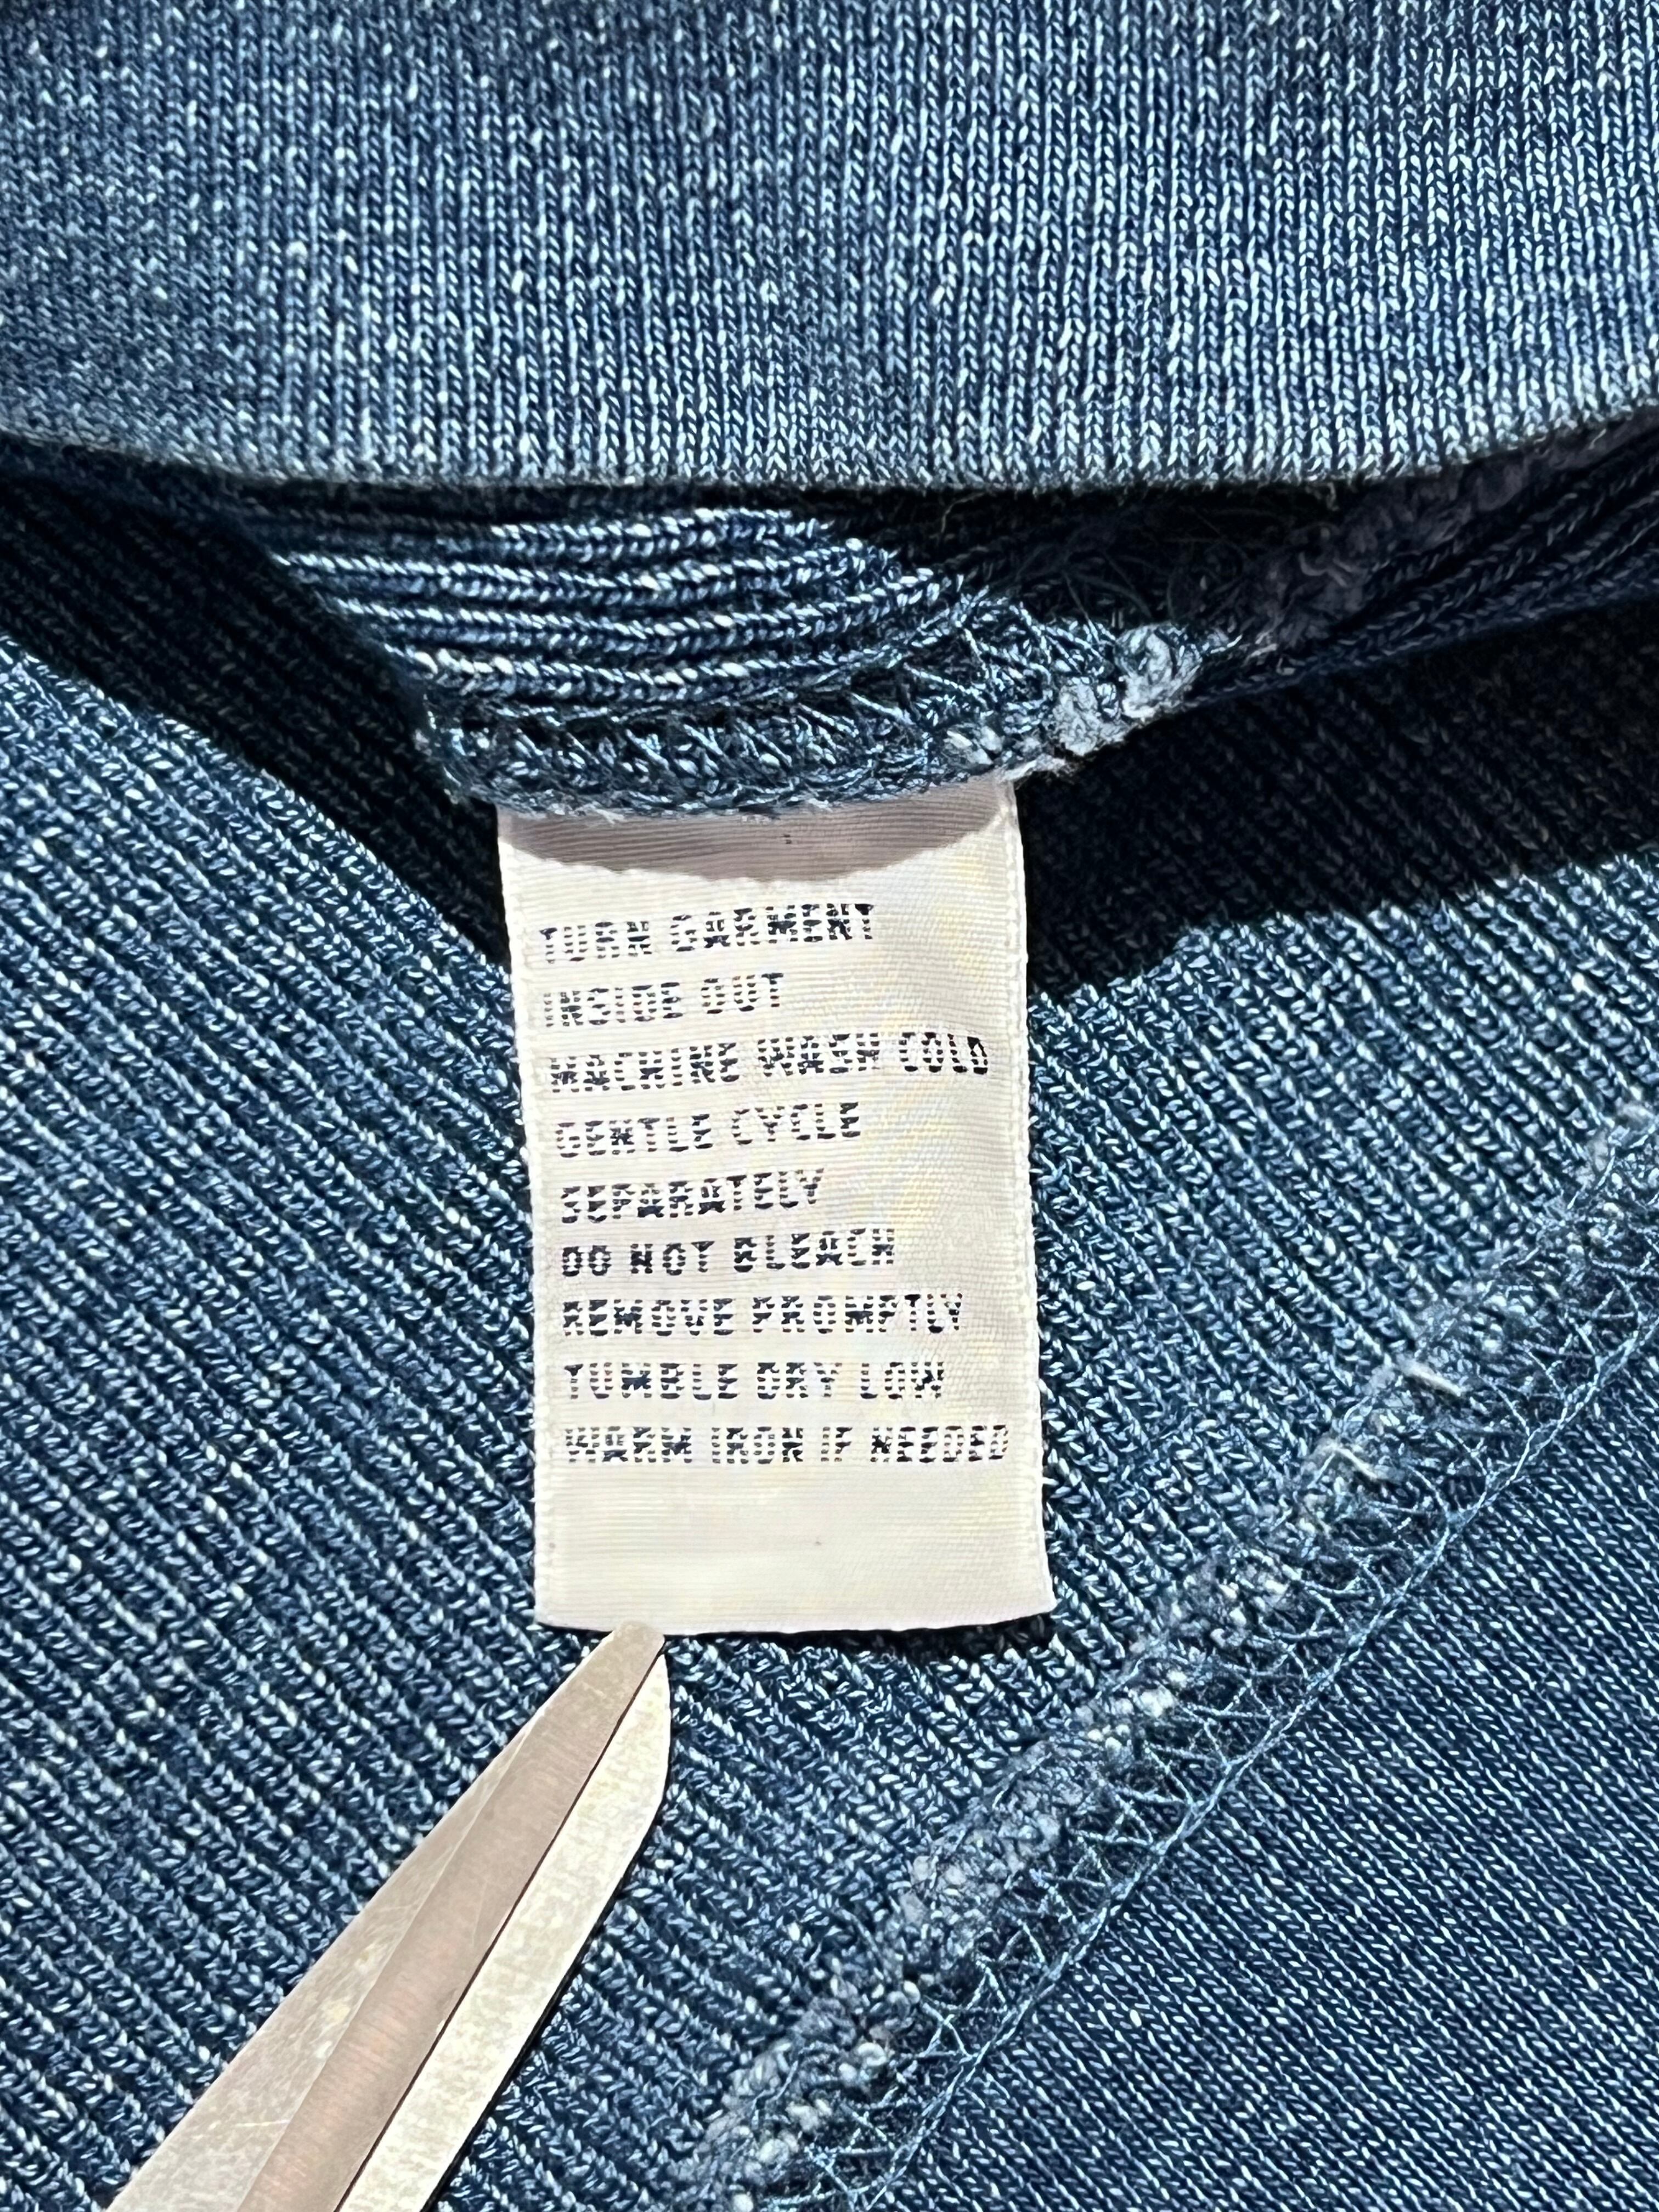 TURN GARMENT
INSIDE OUT
MACHINE WASH COLD
GENTLE CYCLE
SEPARATELY
DO NOT BLEACH
REMOVE PROMPTLY
TUMBLE DRY LOW
WARM IRON IF NEEDED